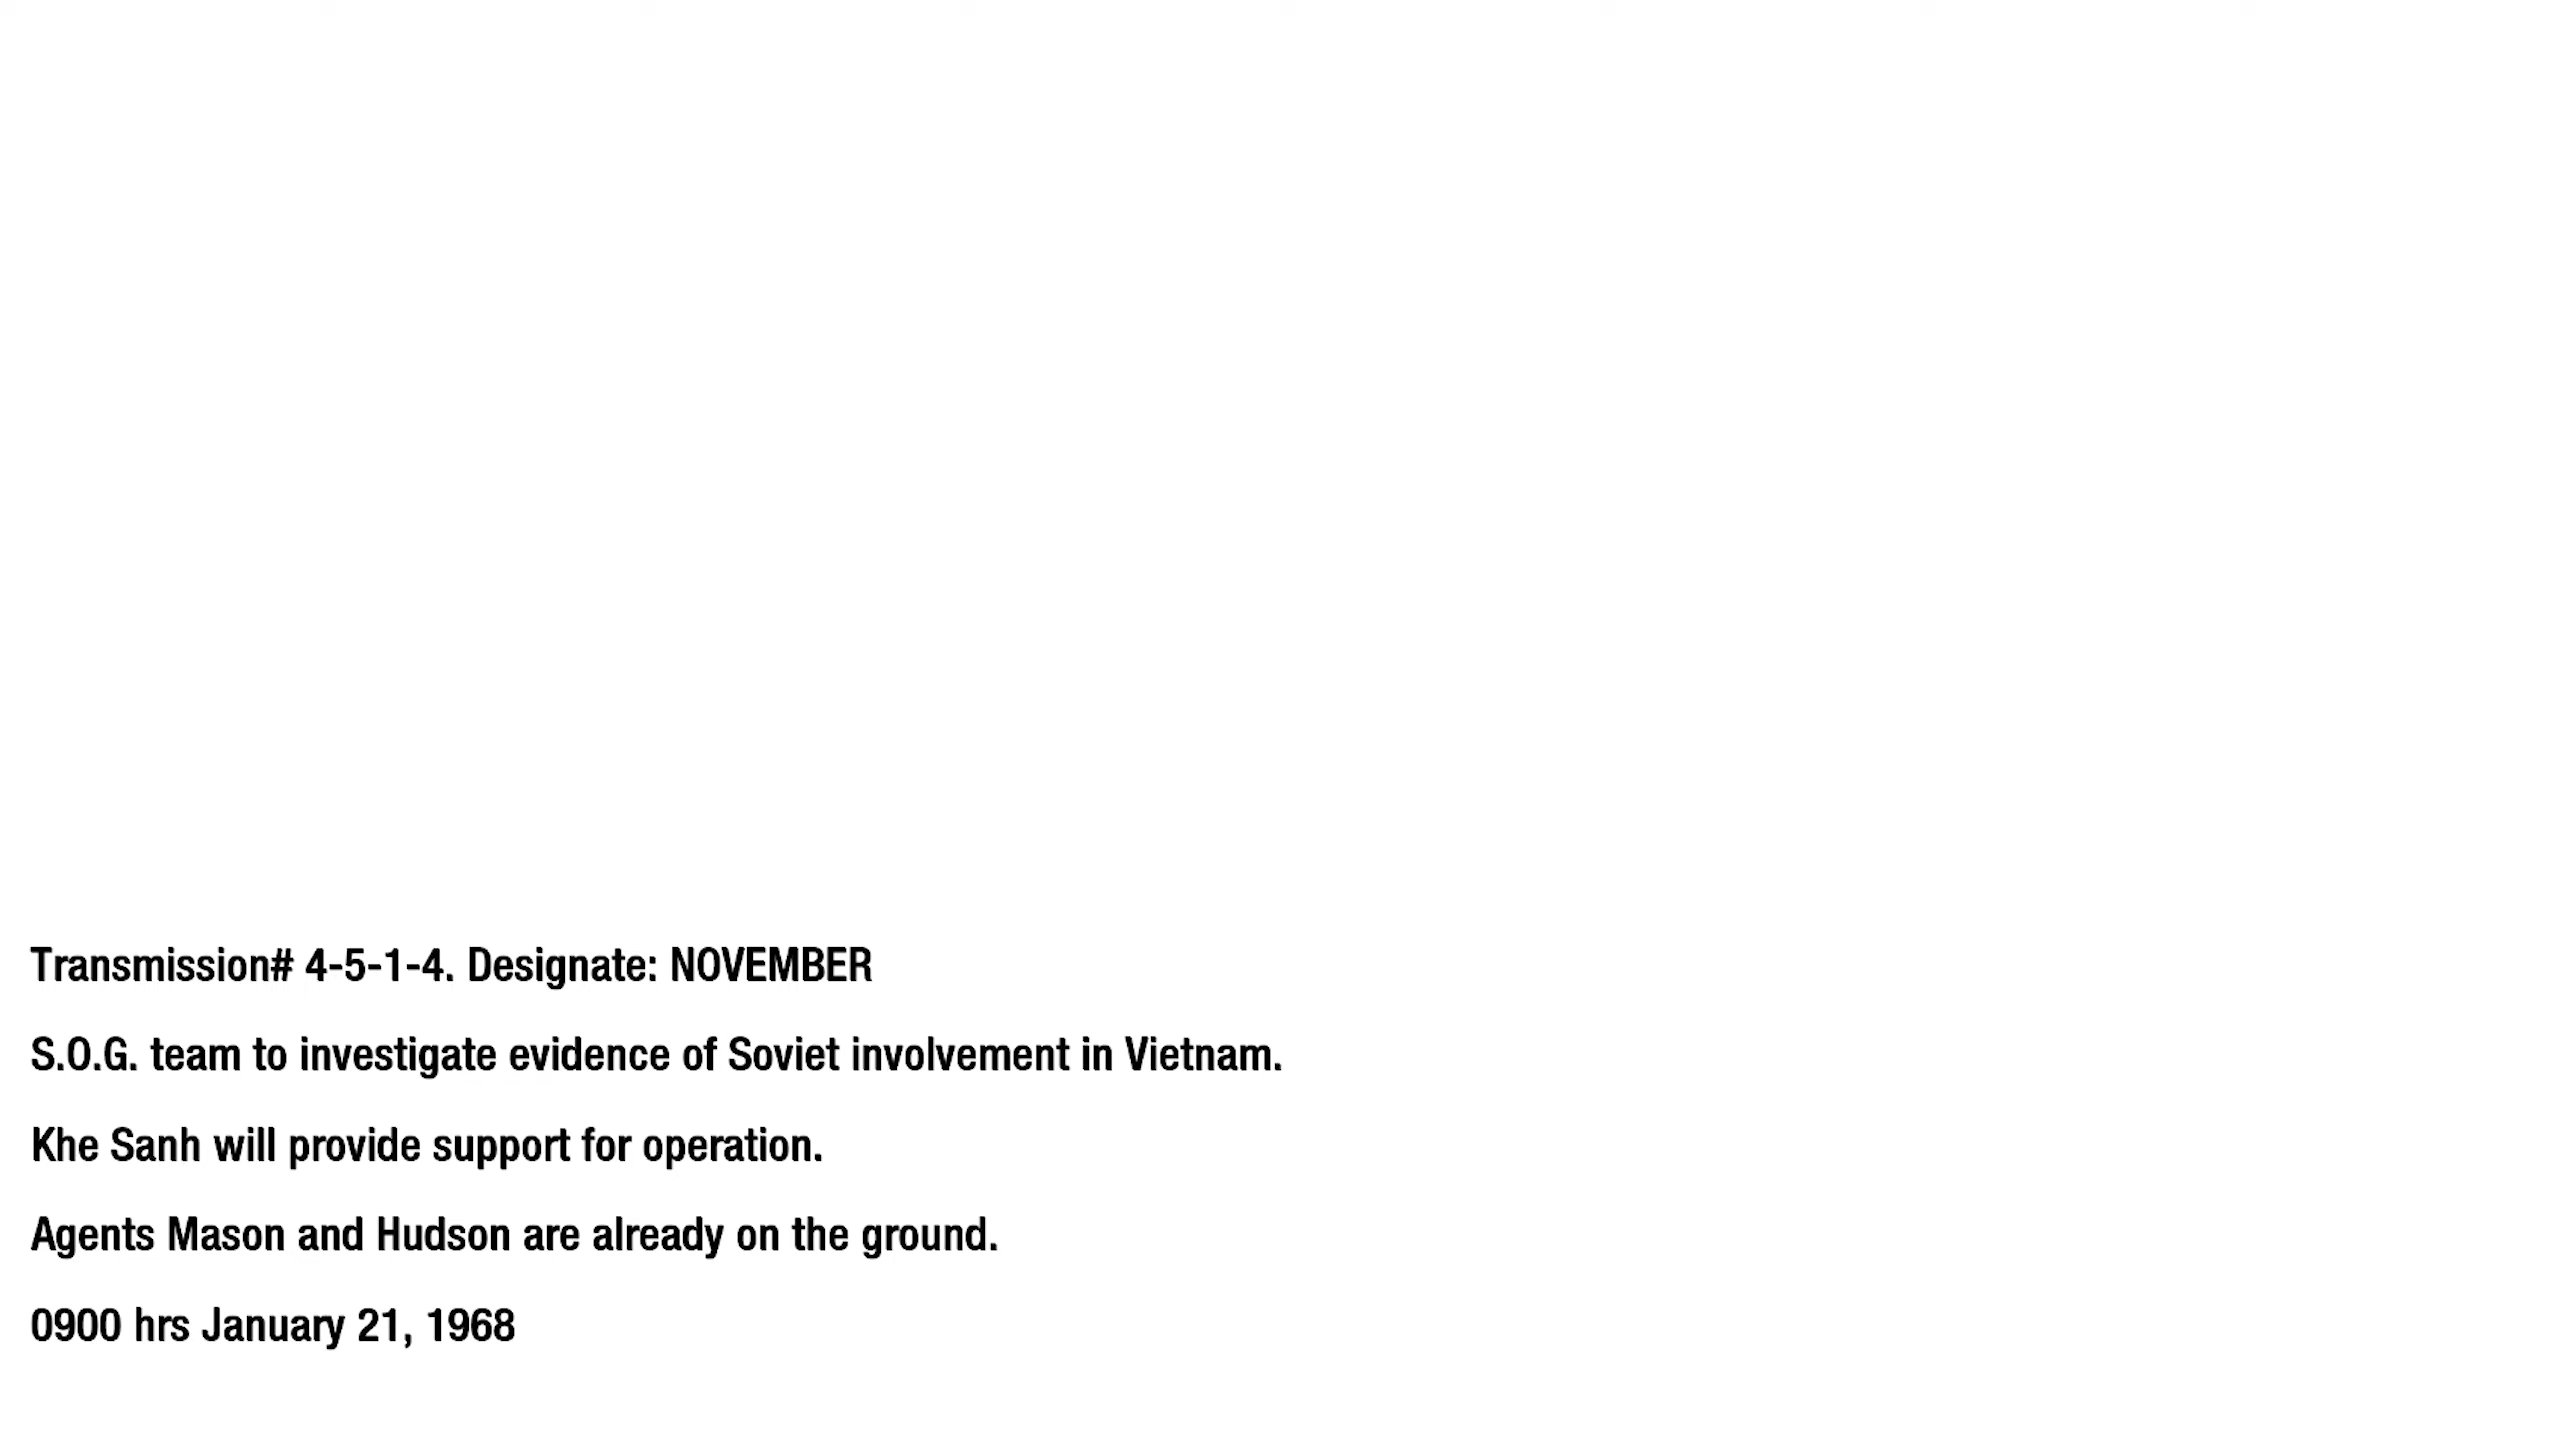 Transmission# 4-5-1-4. Designate: NOVEMBER
S.O.G. team to investigate evidence of Soviet involvement in Vietnam.
Khe Sanh will provide support for operation.
Agents Mason and Hudson are already on the ground.
0900 hrs January 21, 1968